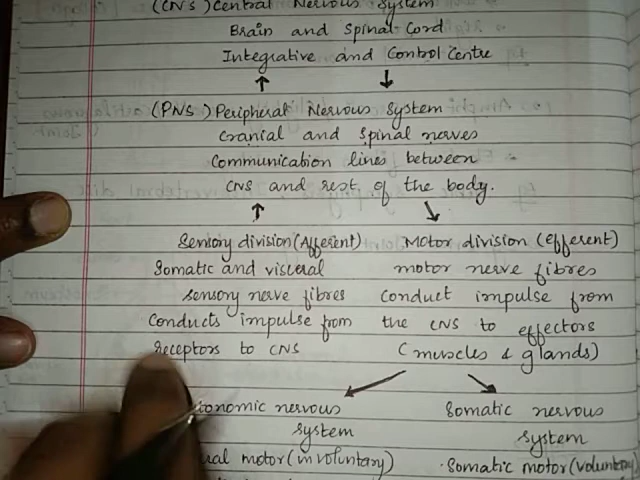 (CNS) Central Nervous System
Brain and Spinal Cord
Integrative and Control Centre
(PNS) Peripheral Nervous System
Cranial and Spinal nerves
Communication lines between
CNS and rest of the body.
Sensory division (Afferent)
Somatic and visceral
sensory nerve fibres
Conducts impulse from
receptors to CNS
Motor division (efferent)
motor nerve fibres
Conduct impulse from
the CNS to effectors
(muscles & glands)
tonomic nervous
system
ral motor (involuntary)
Somatic nervous
system
Somatic motor (voluntary)